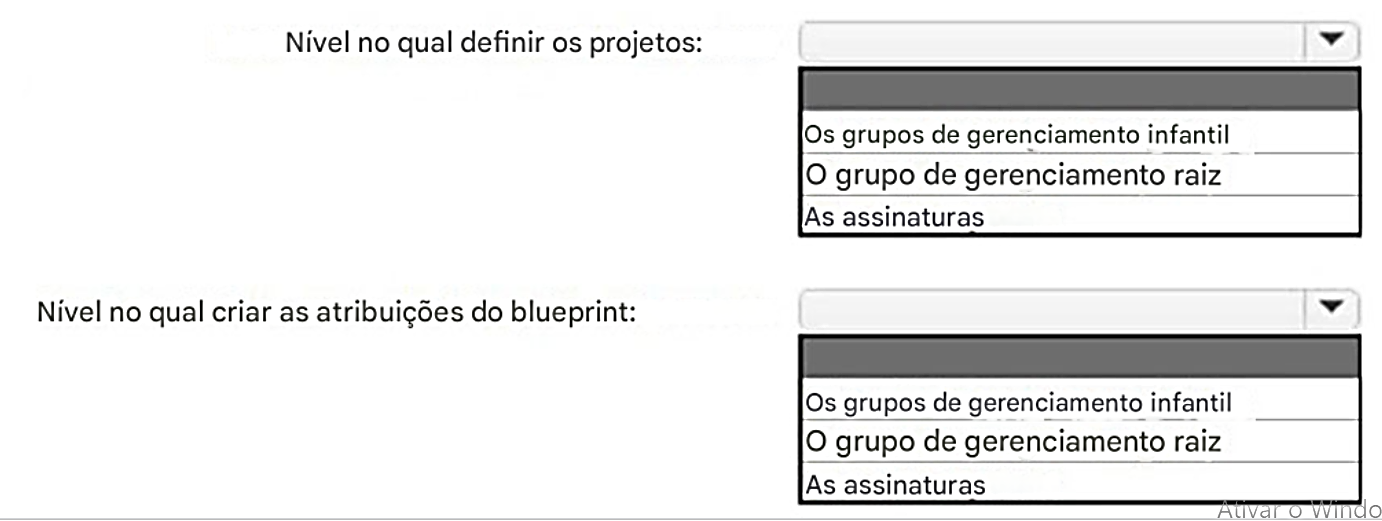 Nível no qual definir os projetos:
Os grupos de gerenciamento infantil
O grupo de gerenciamento raiz
As assinaturas
Nível no qual criar as atribuições do blueprint:
Os grupos de gerenciamento infantil
O grupo de gerenciamento raiz
As assinaturas
Ativar o Windo